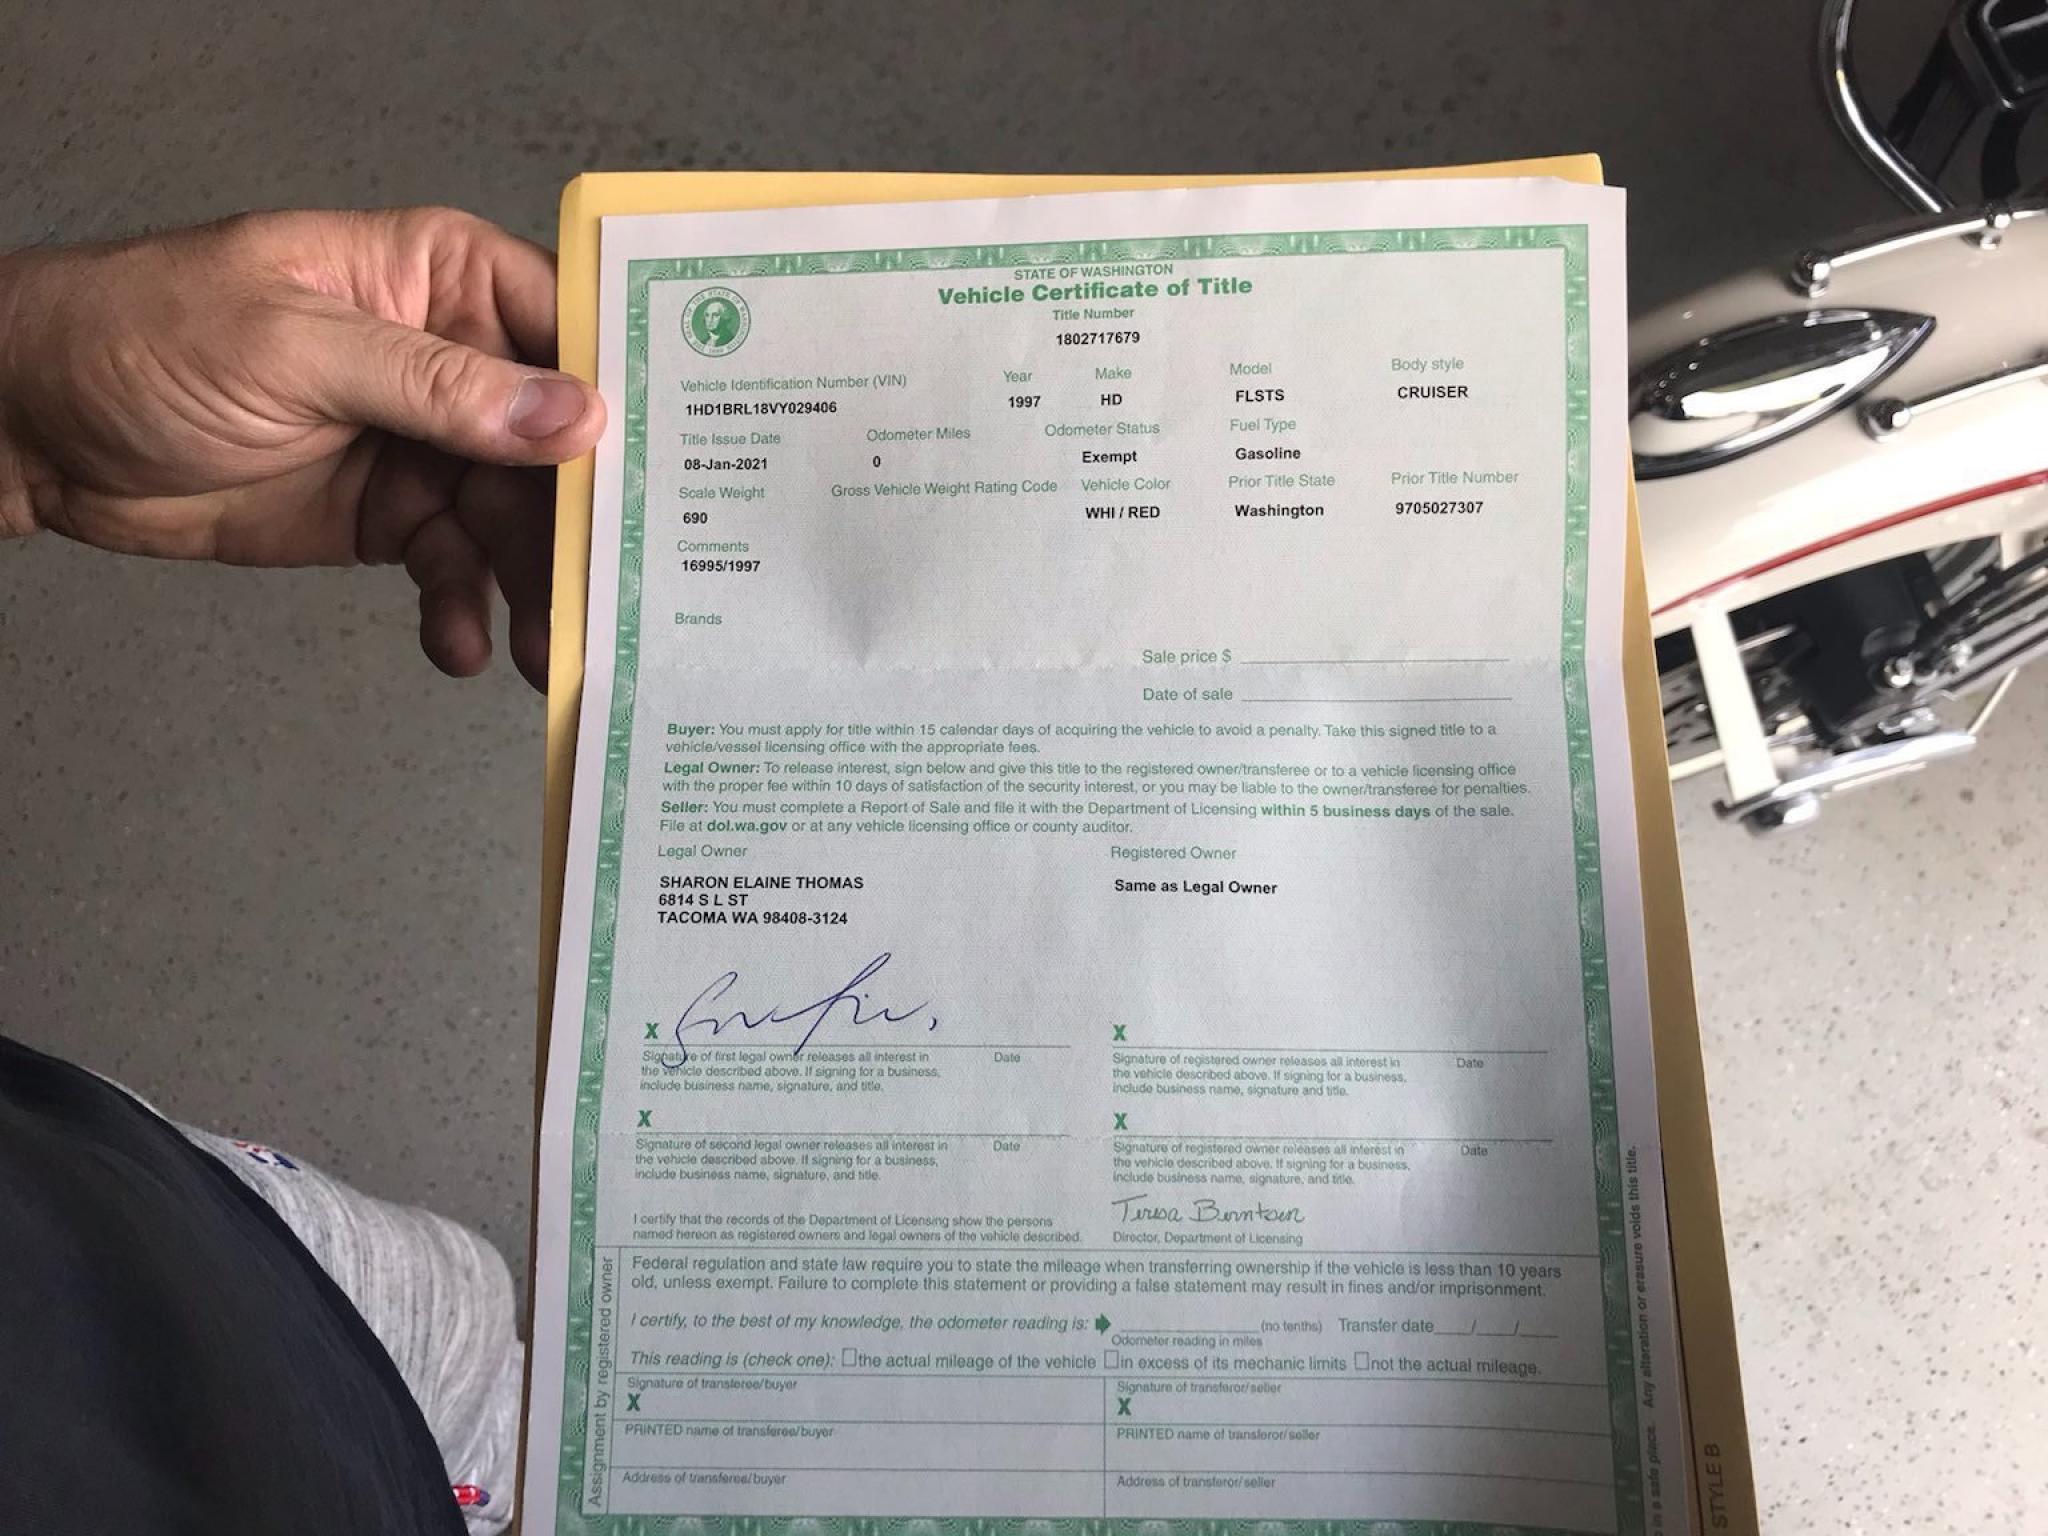 STATE OF WASHINGTON
Vehicle Certificate of Title
Title Number
1802717679
Vehicle Identification Number (VIN) Year Make Model Body style
1HD1BRL18VY029406 1997 HD FLSTS CRUISER
Title Issue Date Odometer Miles Odometer Status Fuel Type
08-Jan-2021 0 Exempt Gasoline
Scale Weight Gross Vehicle Weight Rating Code Vehicle Color Prior Title State Prior Title Number
690 WHI / RED Washington 9705027307
Comments
16995/1997
Brands
Sale price $
Date of sale
Buyer: You must apply for title within 15 calendar days of acquiring the vehicle to avoid a penalty. Take this signed title to a
vehicle/vessel licensing office with the appropriate fees.
Legal Owner: To release interest, sign below and give this title to the registered owner/transferee or to a vehicle licensing office
with the proper fee within 10 days of satisfaction of the security interest, or you may be liable to the owner/transferee for penalties.
Seller: You must complete a Report of Sale and file it with the Department of Licensing within 5 business days of the sale.
File at dol.wa.gov or at any vehicle licensing office or county auditor.
Legal Owner Registered Owner
SHARON ELAINE THOMAS Same as Legal Owner
6814 S L ST
TACOMA WA 98408-3124
X X
Signature of first legal owner releases all interest in Date Signature of registered owner releases all interest in Date
the vehicle described above. If signing for a business, the vehicle described above. If signing for a business,
include business name, signature, and title. include business name, signature and title.
X X
Signature of second legal owner releases all interest in Date Signature of registered owner releases all interest in Date
the vehicle described above. If signing for a business, the vehicle described above. If signing for a business,
include business name, signature, and title. include business name, signature, and title.
Teresa Berntsen
I certify that the records of the Department of Licensing show the persons
named hereon as registered owners and legal owners of the vehicle described. Director, Department of Licensing
Assignment by registered owner
Federal regulation and state law require you to state the mileage when transferring ownership if the vehicle is less than 10 years
old, unless exempt. Failure to complete this statement or providing a false statement may result in fines and/or imprisonment.
I certify, to the best of my knowledge, the odometer reading is: (no tenths) Transfer date / /
Odometer reading in miles
This reading is (check one): the actual mileage of the vehicle in excess of its mechanic limits not the actual mileage.
Signature of transferee/buyer Signature of transferor/seller
X X
PRINTED name of transferee/buyer PRINTED name of transferor/seller
Address of transferee/buyer Address of transferor/seller
in a safe place. Any alteration or erasure voids this title.
STYLE B